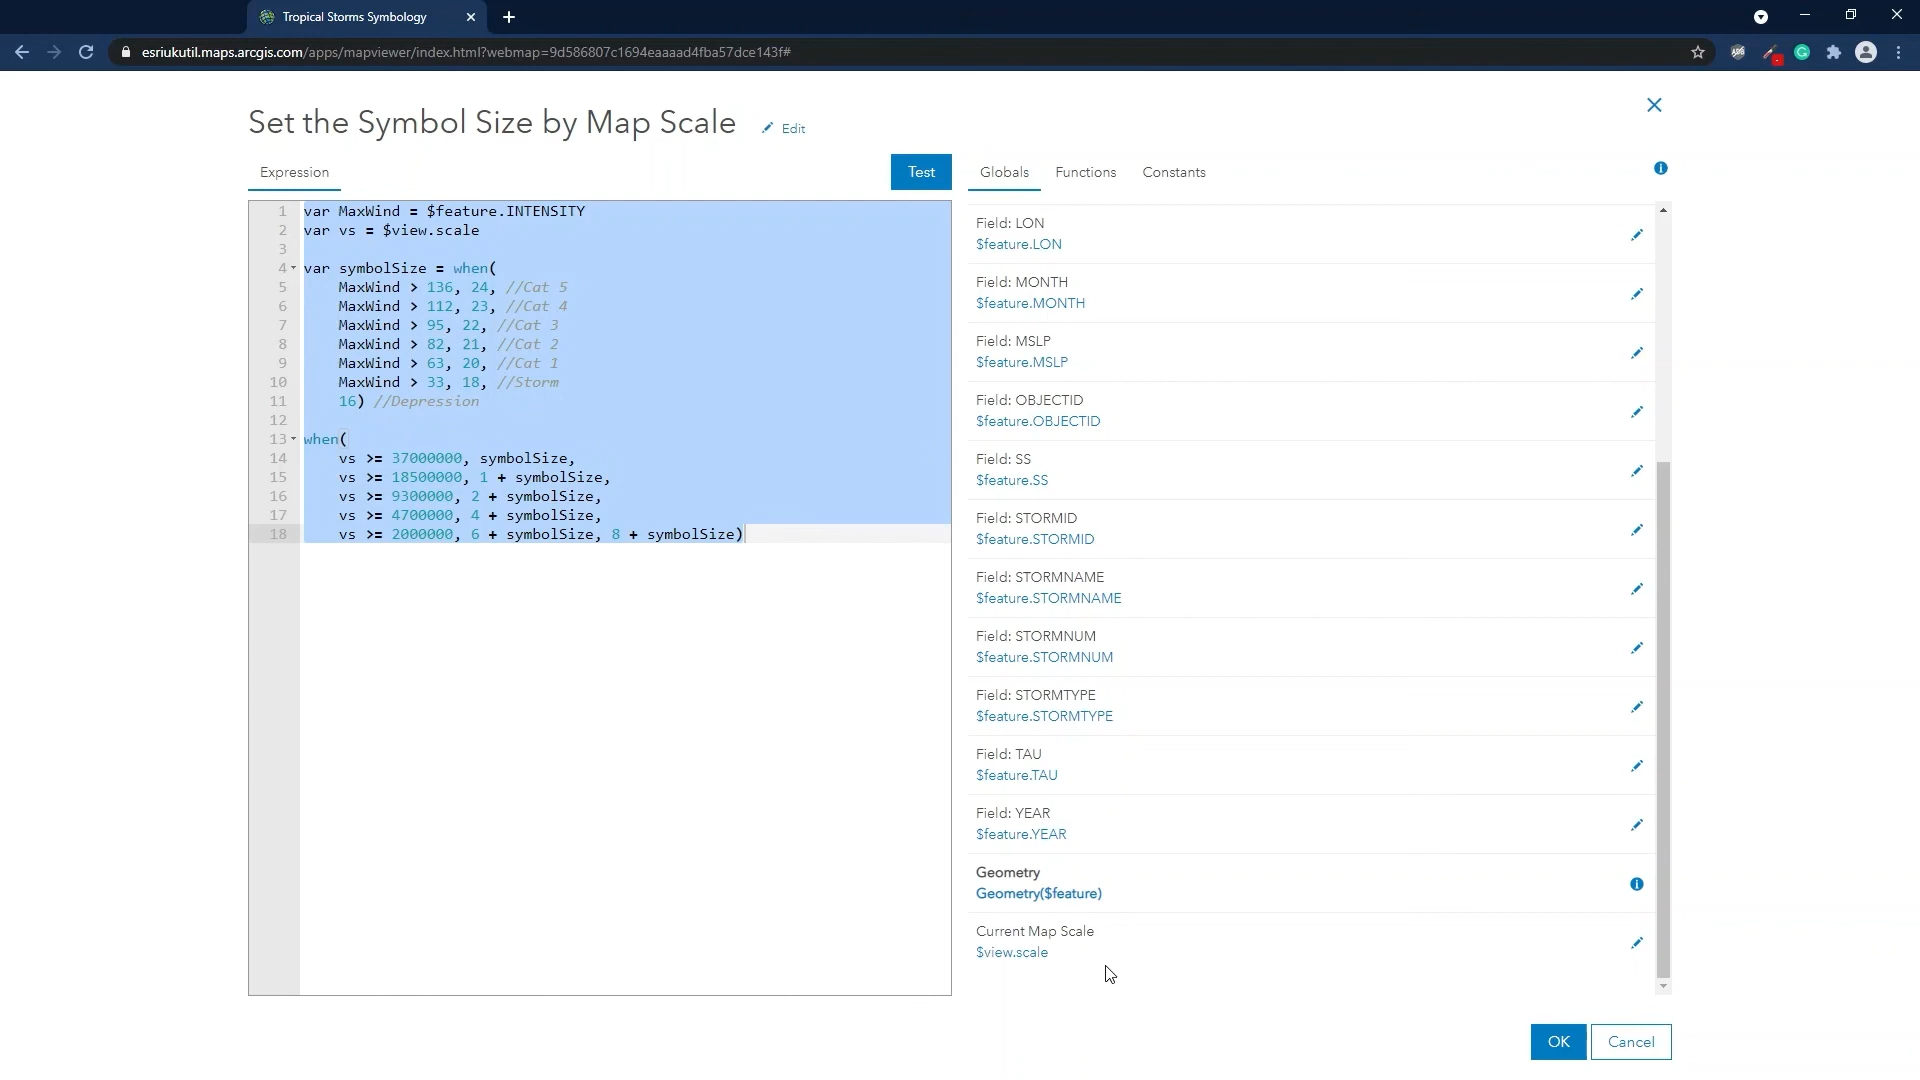 Tropical Storms Symbology
esriukutil.maps.arcgis.com/apps/mapviewer/index.html?webmap=9d586807c1694eaaaad4fba57dce143f#
Set the Symbol Size by Map Scale
Edit
Expression
Test
Globals Functions Constants
1 var MaxWind = $feature.INTENSITY
2 var vs = $view.scale
3
4 var symbolSize = when(
5 MaxWind > 136, 24, //Cat 5
6 MaxWind > 112, 23, //Cat 4
7 MaxWind > 95, 22, //Cat 3
8 MaxWind > 82, 21, //Cat 2
9 MaxWind > 63, 20, //Cat 1
10 MaxWind > 33, 18, //Storm
11 16) //Depression
12
13 when(
14 vs >= 37000000, symbolSize,
15 vs >= 18500000, 1 + symbolSize,
16 vs >= 9300000, 2 + symbolSize,
17 vs >= 4700000, 4 + symbolSize,
18 vs >= 2000000, 6 + symbolSize, 8 + symbolSize)
Field: LON
$feature.LON
Field: MONTH
$feature.MONTH
Field: MSLP
$feature.MSLP
Field: OBJECTID
$feature.OBJECTID
Field: SS
$feature.SS
Field: STORMID
$feature.STORMID
Field: STORMNAME
$feature.STORMNAME
Field: STORMNUM
$feature.STORMNUM
Field: STORMTYPE
$feature.STORMTYPE
Field: TAU
$feature.TAU
Field: YEAR
$feature.YEAR
Geometry
Geometry($feature)
Current Map Scale
$view.scale
OK
Cancel